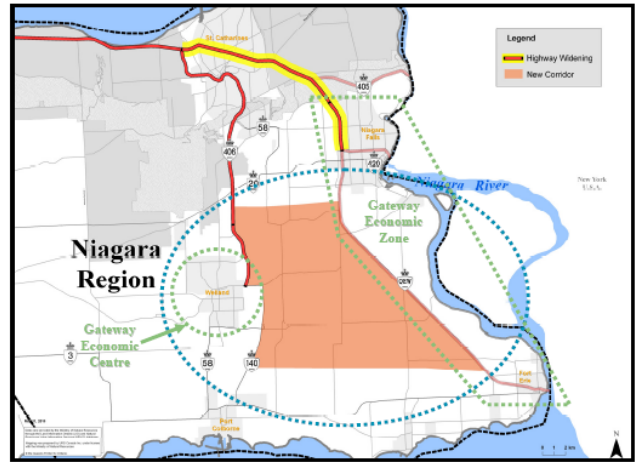 Legend
Highway Widening
New Corridor
St. Catharines
405
58
Niagara
Falls
406
420
20
Niagara River
New York
U.S.A.
Gateway
Economic
Zone
Niagara
Region
QEW
Welland
Gateway
Economic
Centre
3
58
140
Fort
Erie
Port
Colborne
N